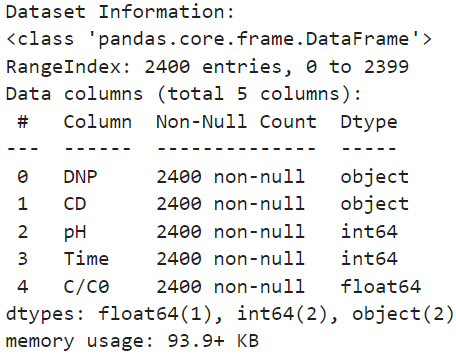 Dataset Information:
<class 'pandas.core.frame.DataFrame'>
RangeIndex: 2400 entries, 0 to 2399
Data columns (total 5 columns):
 #   Column  Non-Null Count  Dtype
---  ------  --------------  -----
 0   DNP     2400 non-null   object
 1   CD      2400 non-null   object
 2   pH      2400 non-null   int64
 3   Time    2400 non-null   int64
 4   C/C0    2400 non-null   float64
dtypes: float64(1), int64(2), object(2)
memory usage: 93.9+ KB